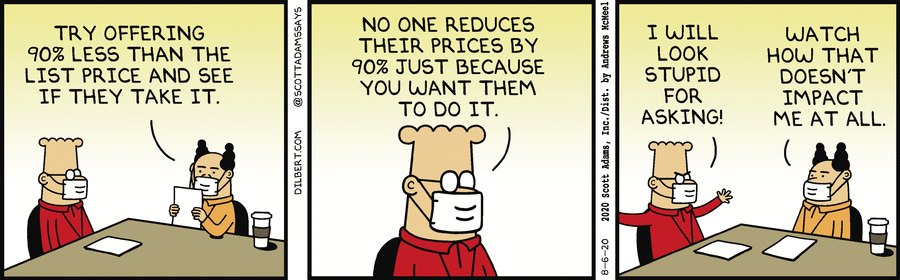 TRY OFFERING
90% LESS THAN THE
LIST PRICE AND SEE
IF THEY TAKE IT.
DILBERT.COM @SCOTTADAMSSAYS
NO ONE REDUCES
THEIR PRICES BY
90% JUST BECAUSE
YOU WANT THEM
TO DO IT.
8-6-20 2020 Scott Adams, Inc./Dist. by Andrews McMeel
I WILL
LOOK
STUPID
FOR
ASKING!
WATCH
HOW THAT
DOESN'T
IMPACT
ME AT ALL.